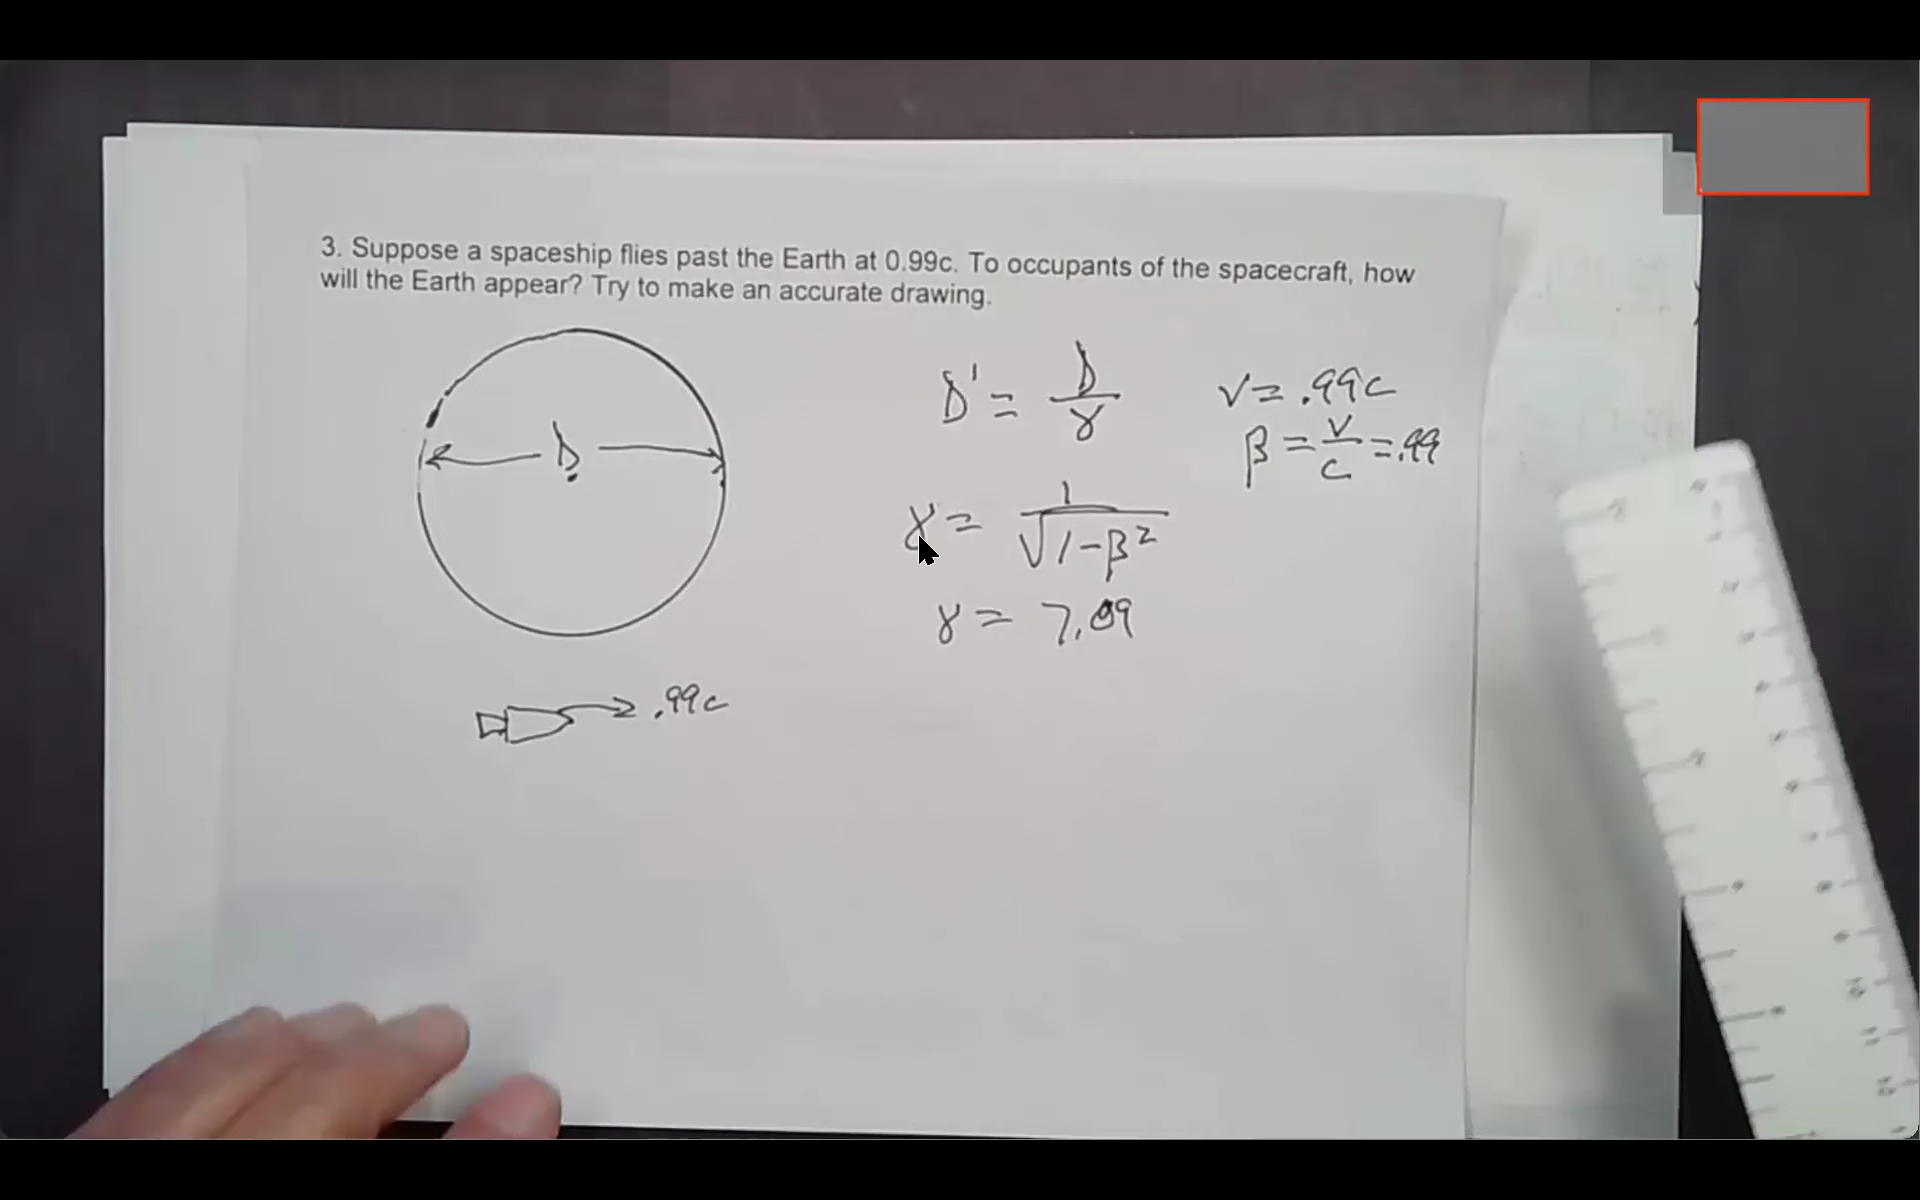 3. Suppose a spaceship flies past the Earth at 0.99c. To occupants of the spacecraft, how
will the Earth appear? Try to make an accurate drawing.
D
D' = D/γ
v = .99c
β = v/c = .99
γ = 1/√(1-β²)
γ = 7.09
.99c